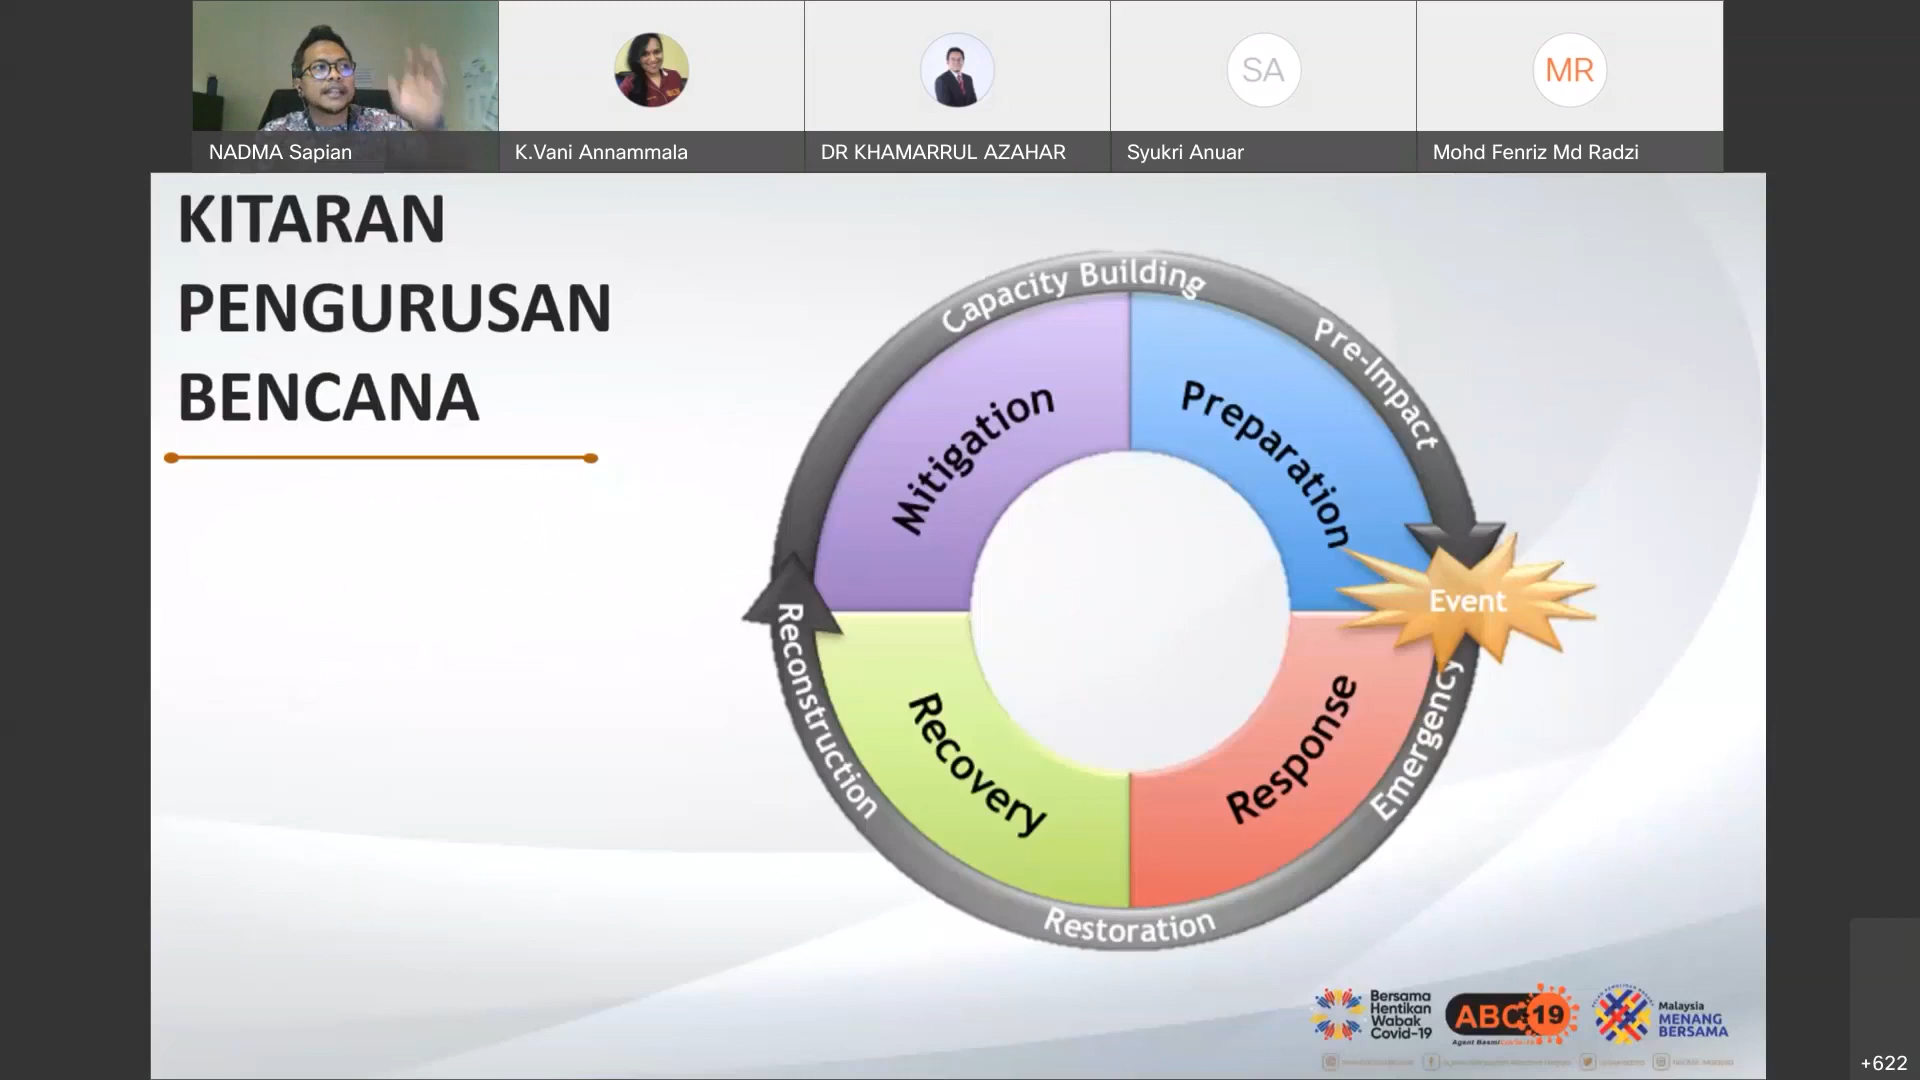 SA
MR
NADMA Sapian
K.Vani Annammala
DR KHAMARRUL AZAHAR
Syukri Anuar
Mohd Fenriz Md Radzi
KITARAN
PENGURUSAN
BENCANA
Capacity Building
Pre-Impact
Mitigation
Preparation
Event
Reconstruction
Recovery
Response
Emergency
Restoration
Bersama
Hentikan
Wabak
Covid-19
ABC 19
Malaysia
MENANG
BERSAMA
+622